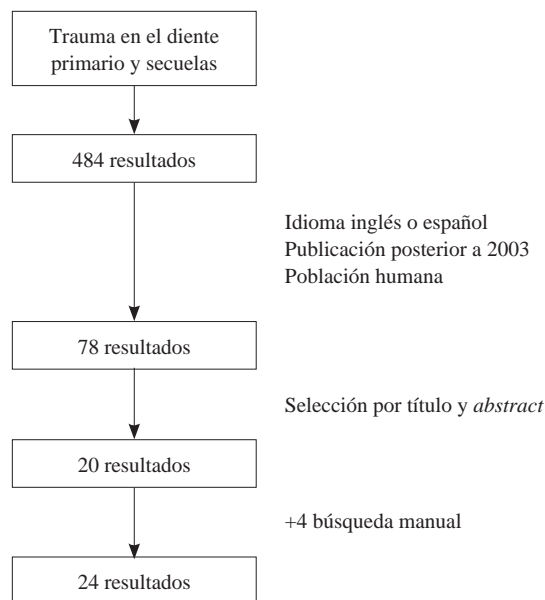 Trauma en el diente
primario y secuelas
484 resultados
Idioma inglés o español
Publicación posterior a 2003
Población humana
78 resultados
Selección por título y abstract
20 resultados
+4 búsqueda manual
24 resultados